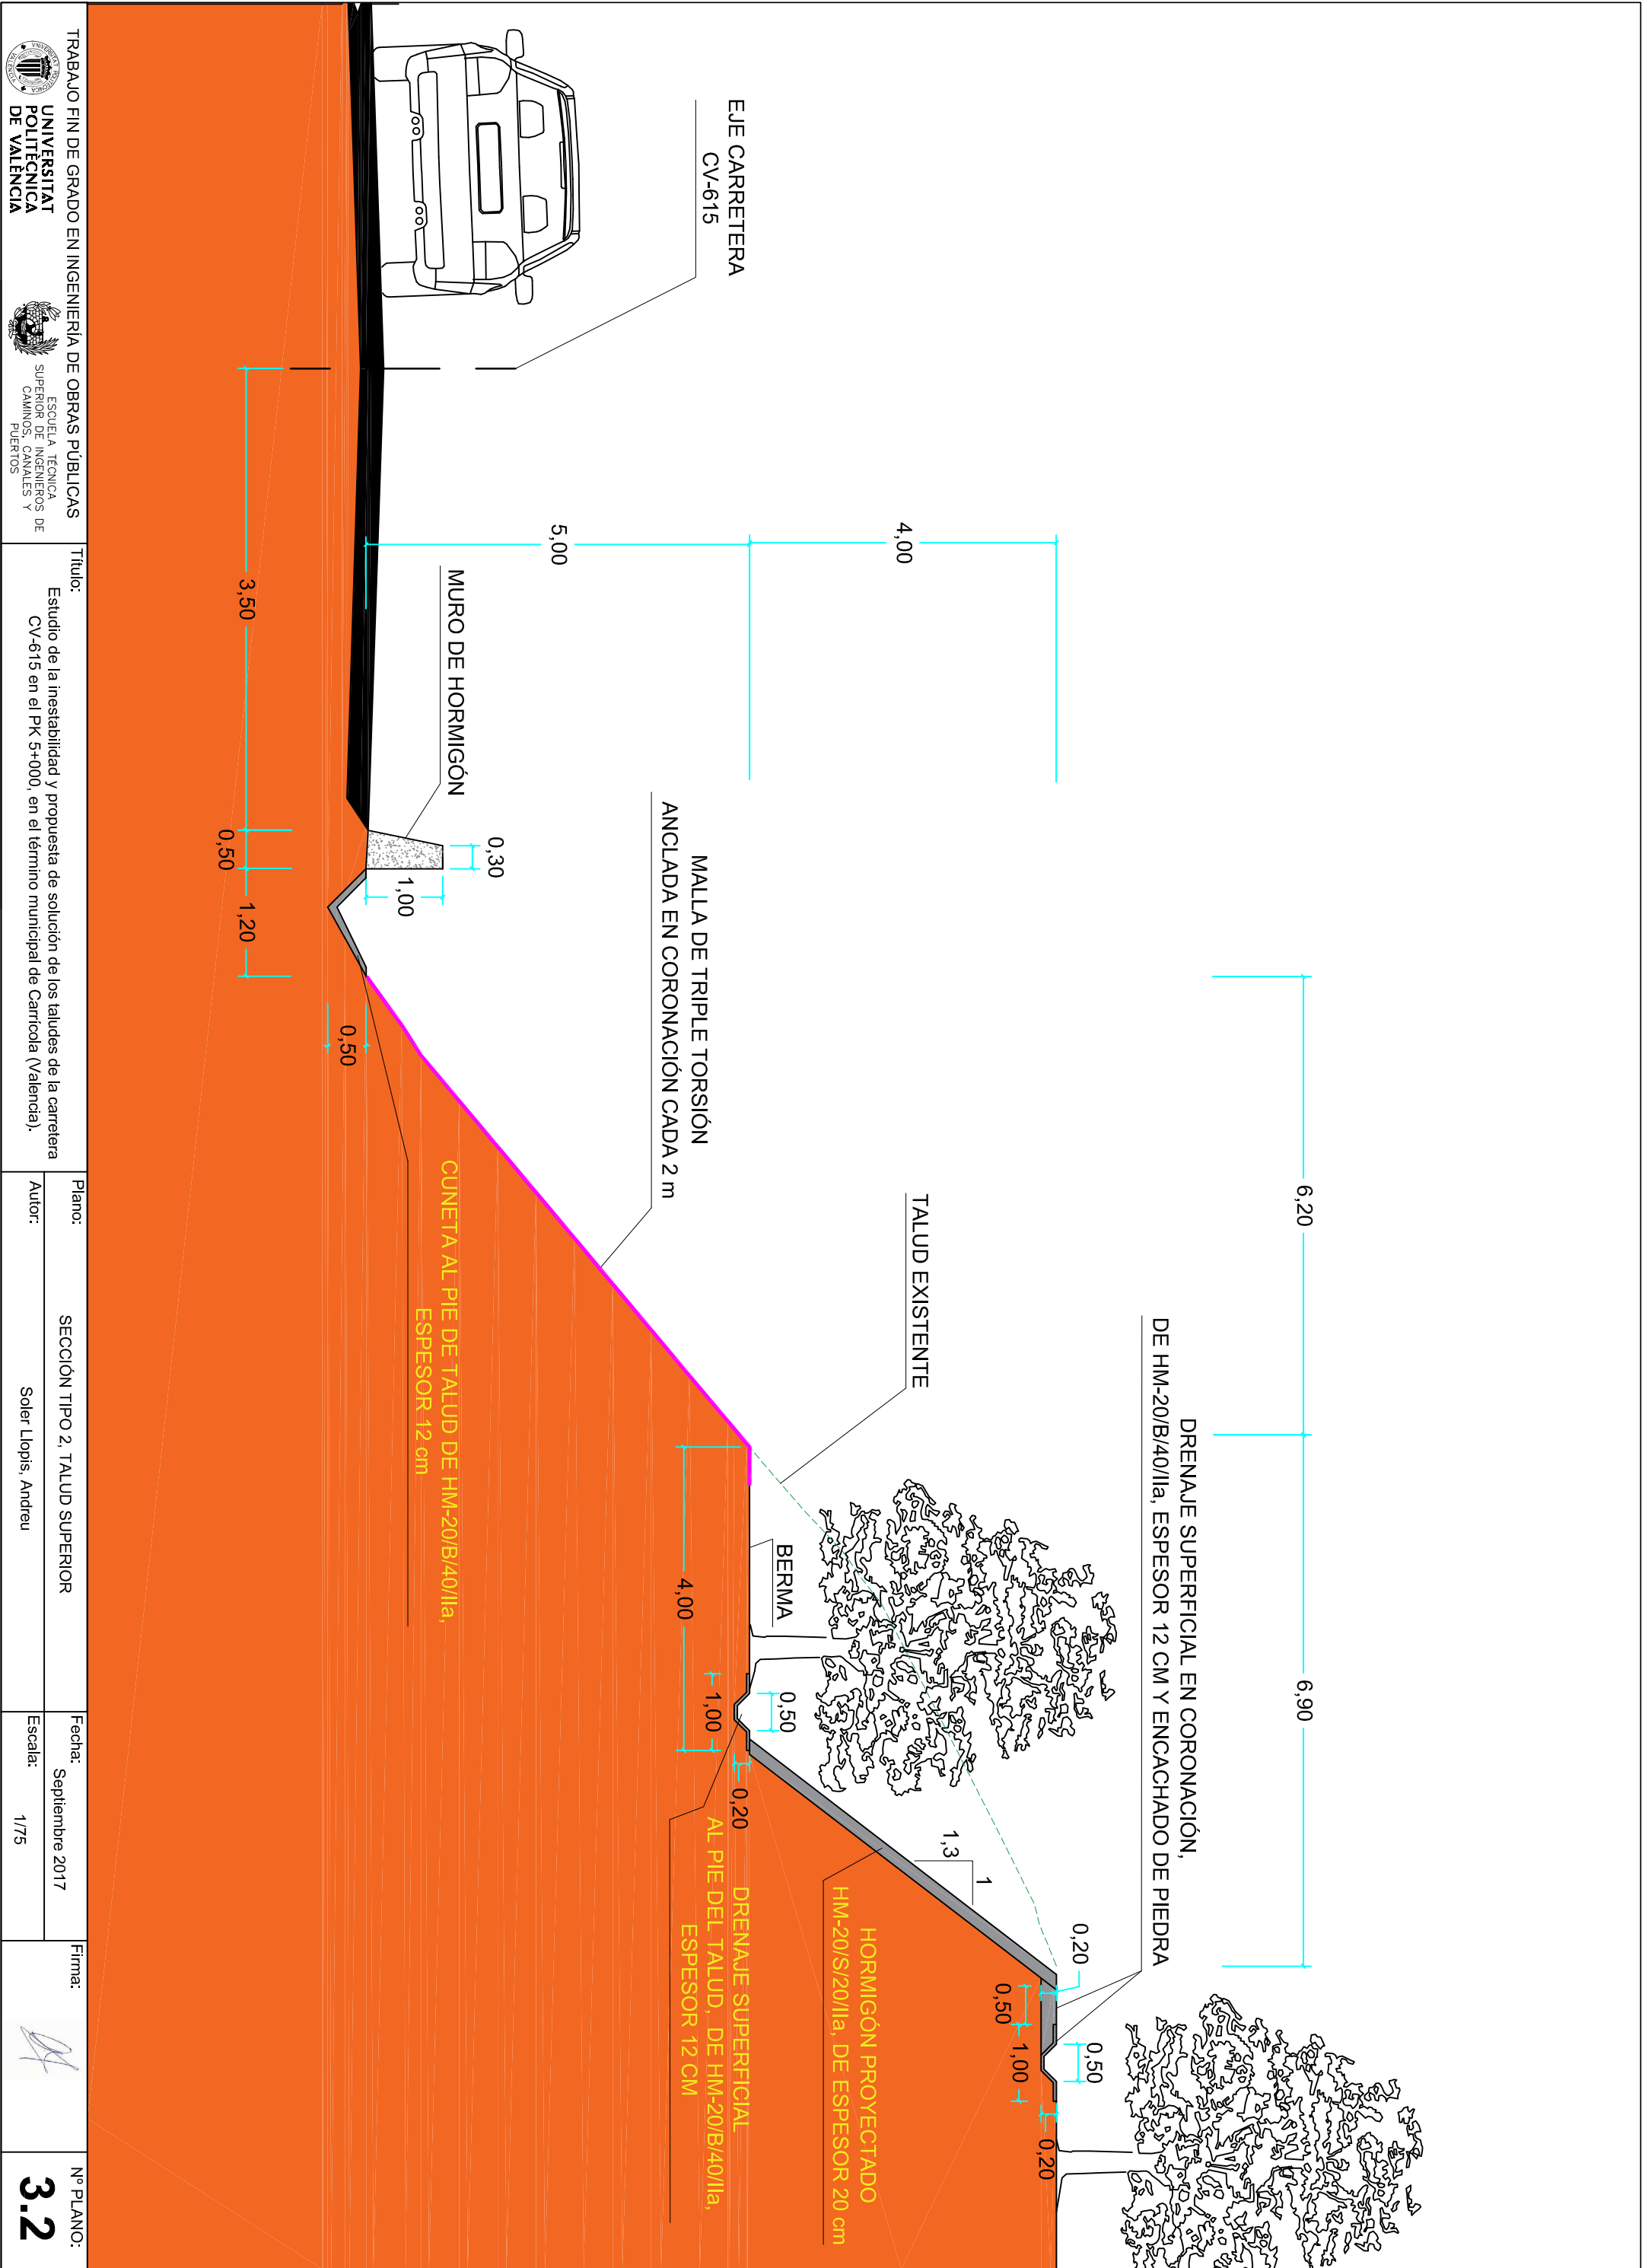 6,20
6,90
DRENAJE SUPERFICIAL EN CORONACIÓN,
DE HM-20/B/40/IIa, ESPESOR 12 CM Y ENCACHADO DE PIEDRA
4,00
5,00
TALUD EXISTENTE
EJE CARRETERA
CV-615
MALLA DE TRIPLE TORSIÓN
ANCLADA EN CORONACIÓN CADA 2 m
MURO DE HORMIGÓN
0,30
1,00
BERMA
4,00
0,50
1,00
0,20
1,3
1
0,20
0,50
0,50
1,00
0,20
HORMIGÓN PROYECTADO
HM-20/S/20/IIa, DE ESPESOR 20 cm
DRENAJE SUPERFICIAL
AL PIE DEL TALUD, DE HM-20/B/40/IIa,
ESPESOR 12 CM
CUNETA AL PIE DE TALUD DE HM-20/B/40/IIa,
ESPESOR 12 cm
0,50
3,50
0,50
1,20
TRABAJO FIN DE GRADO EN INGENIERÍA DE OBRAS PÚBLICAS
UNIVERSITAT
POLITÈCNICA
DE VALÈNCIA
ESCUELA TÉCNICA
SUPERIOR DE INGENIEROS DE
CAMINOS, CANALES Y
PUERTOS
Título:
Estudio de la inestabilidad y propuesta de solución de los taludes de la carretera
CV-615 en el PK 5+000, en el término municipal de Carrícola (Valencia).
Plano:
SECCIÓN TIPO 2, TALUD SUPERIOR
Autor:
Soler Llopis, Andreu
Fecha:
Septiembre 2017
Escala:
1/75
Firma:
Nº PLANO:
3.2